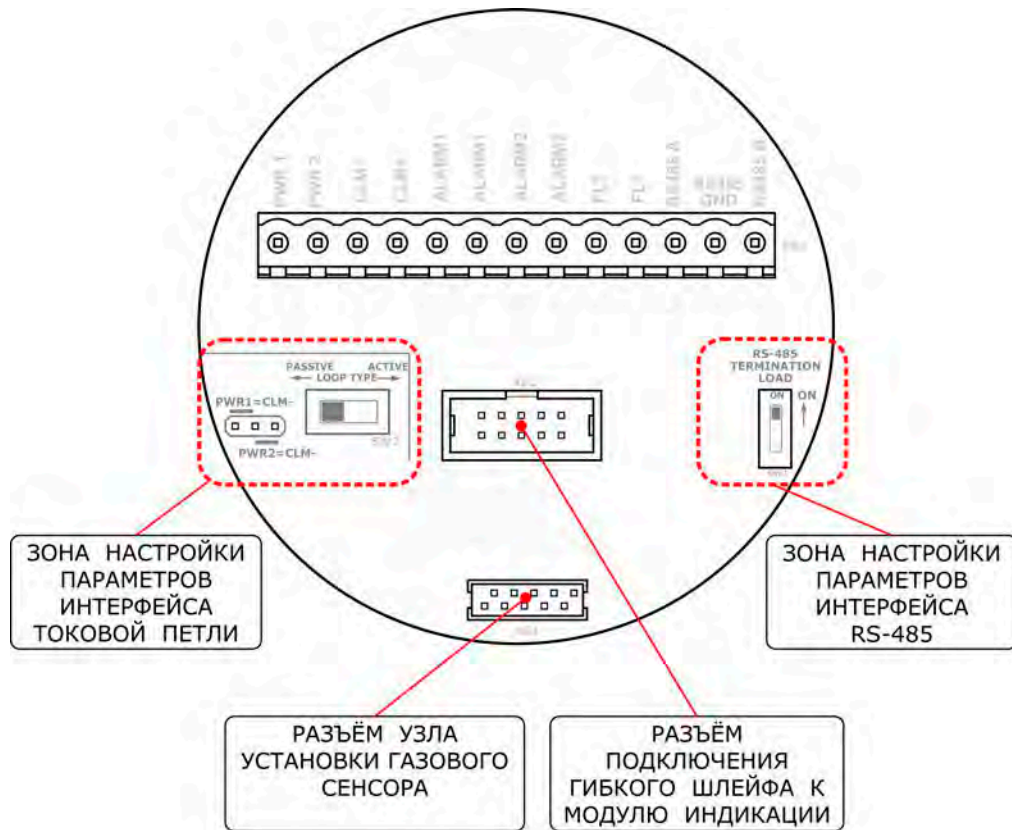 PWR 1
PWR 2
CLM-
CLM+
ALARM1
ALARM1
ALARM2
ALARM2
FLT
FLT
RS485 A
RS485
GND
RS485 B
PASSIVE ACTIVE
LOOP TYPE
PWR1=CLM-
PWR2=CLM-
RS-485
TERMINATION
LOAD
ON
ON
ЗОНА НАСТРОЙКИ
ПАРАМЕТРОВ
ИНТЕРФЕЙСА
ТОКОВОЙ ПЕТЛИ
ЗОНА НАСТРОЙКИ
ПАРАМЕТРОВ
ИНТЕРФЕЙСА
RS-485
РАЗЪЁМ УЗЛА
УСТАНОВКИ ГАЗОВОГО
СЕНСОРА
РАЗЪЁМ
ПОДКЛЮЧЕНИЯ
ГИБКОГО ШЛЕЙФА К
МОДУЛЮ ИНДИКАЦИИ